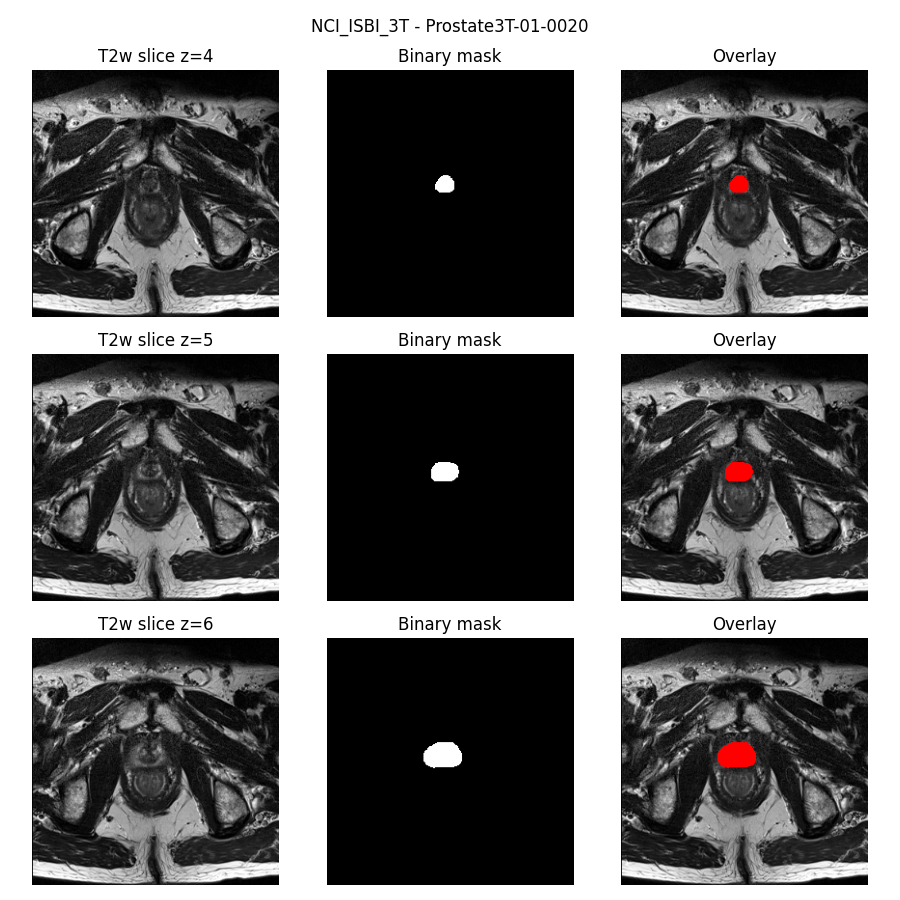 NCI_ISBI_3T - Prostate3T-01-0020
T2w slice z=4
Binary mask
Overlay
T2w slice z=5
Binary mask
Overlay
T2w slice z=6
Binary mask
Overlay